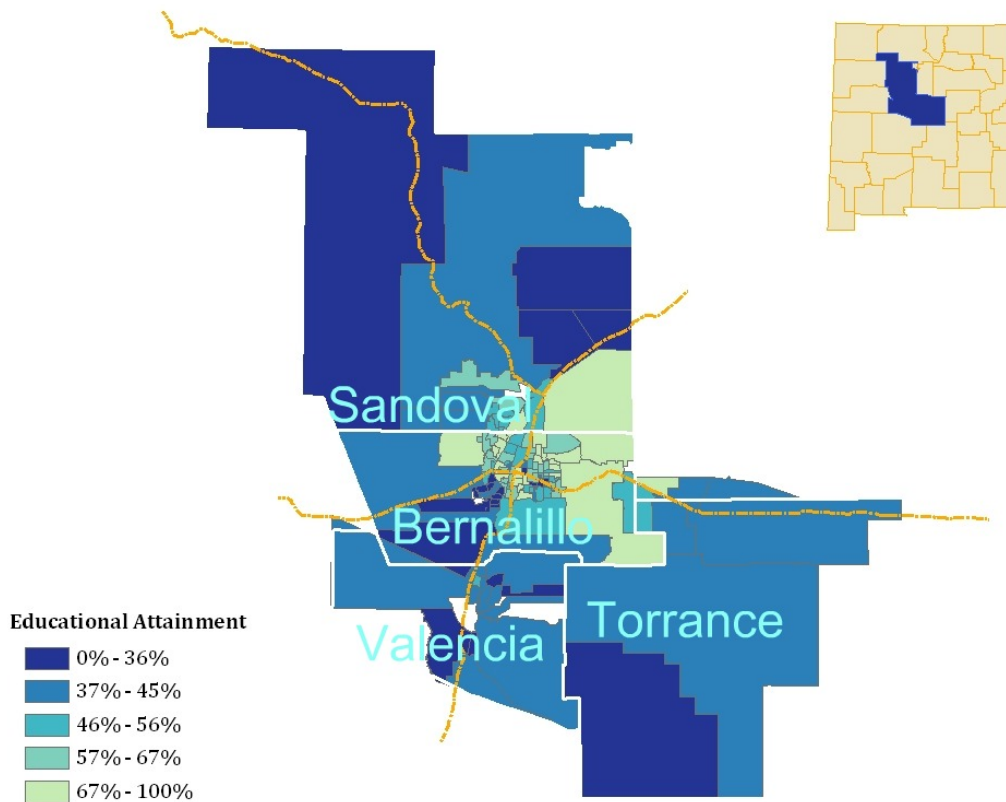 Sandoval
Bernalillo
Valencia
Torrance
Educational Attainment
0% - 36%
37% - 45%
46% - 56%
57% - 67%
67% - 100%